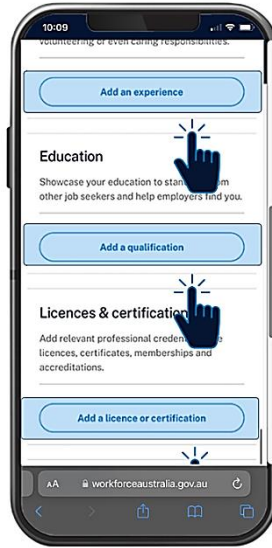 10:09
volunteering or even caring responsibilities.
Add an experience
Education
Showcase your education to stand
other job seekers and help employers find you.
Add a qualification
Licences & certification
Add relevant professional
licences, certificates, memberships and
accreditations.
Add a licence or certification
AA workforceaustralia.gov.au